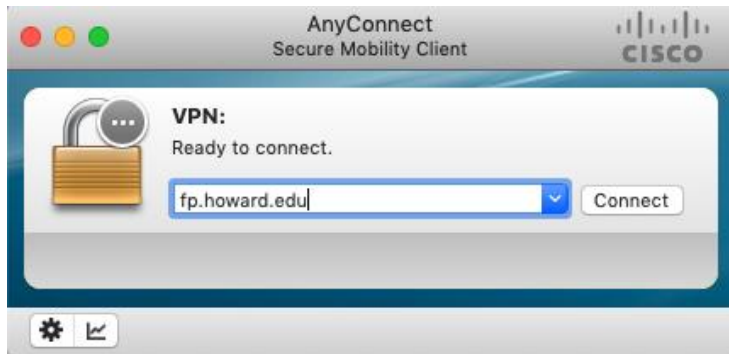 AnyConnect
Secure Mobility Client
CISCO
VPN:
Ready to connect.
fp.howard.edu
Connect